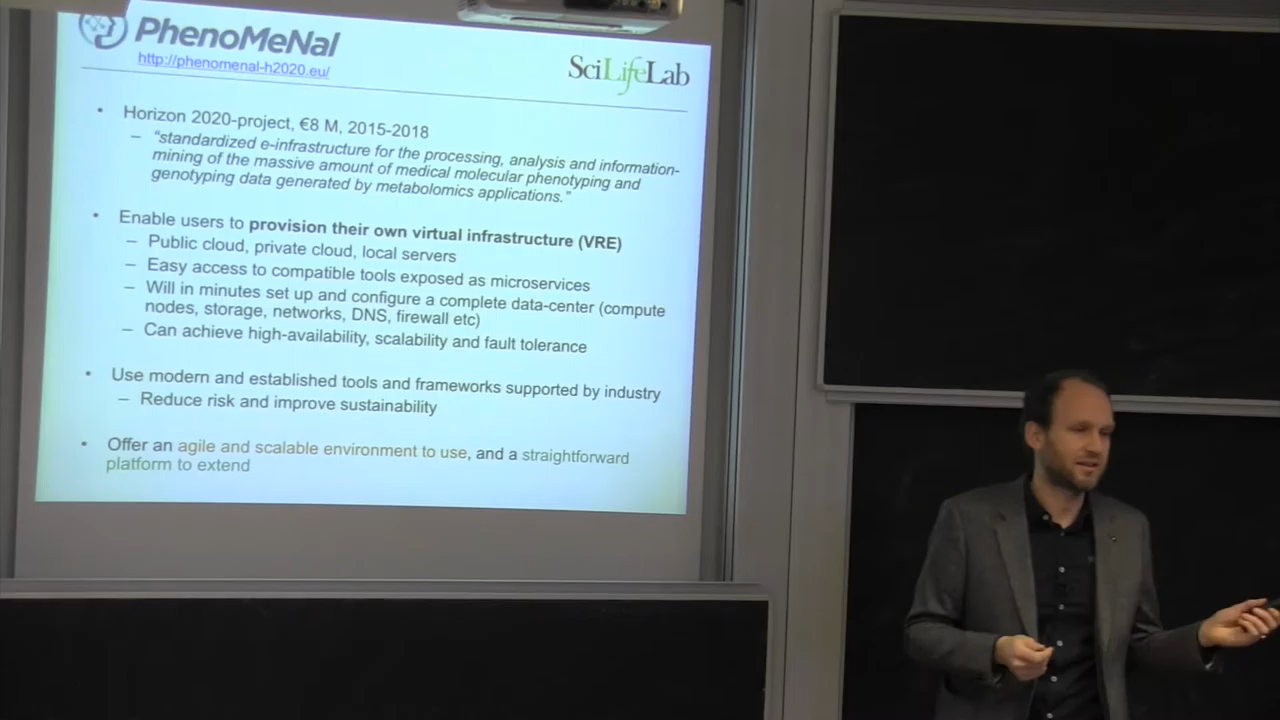 PhenoMeNal
http://phenomenal-h2020.eu/
SciLifeLab
• Horizon 2020-project, €8 M, 2015-2018
– "standardized e-infrastructure for the processing, analysis and information-
mining of the massive amount of medical molecular phenotyping and
genotyping data generated by metabolomics applications."
• Enable users to provision their own virtual infrastructure (VRE)
– Public cloud, private cloud, local servers
– Easy access to compatible tools exposed as microservices
– Will in minutes set up and configure a complete data-center (compute
nodes, storage, networks, DNS, firewall etc)
– Can achieve high-availability, scalability and fault tolerance
• Use modern and established tools and frameworks supported by industry
– Reduce risk and improve sustainability
• Offer an agile and scalable environment to use, and a straightforward
platform to extend